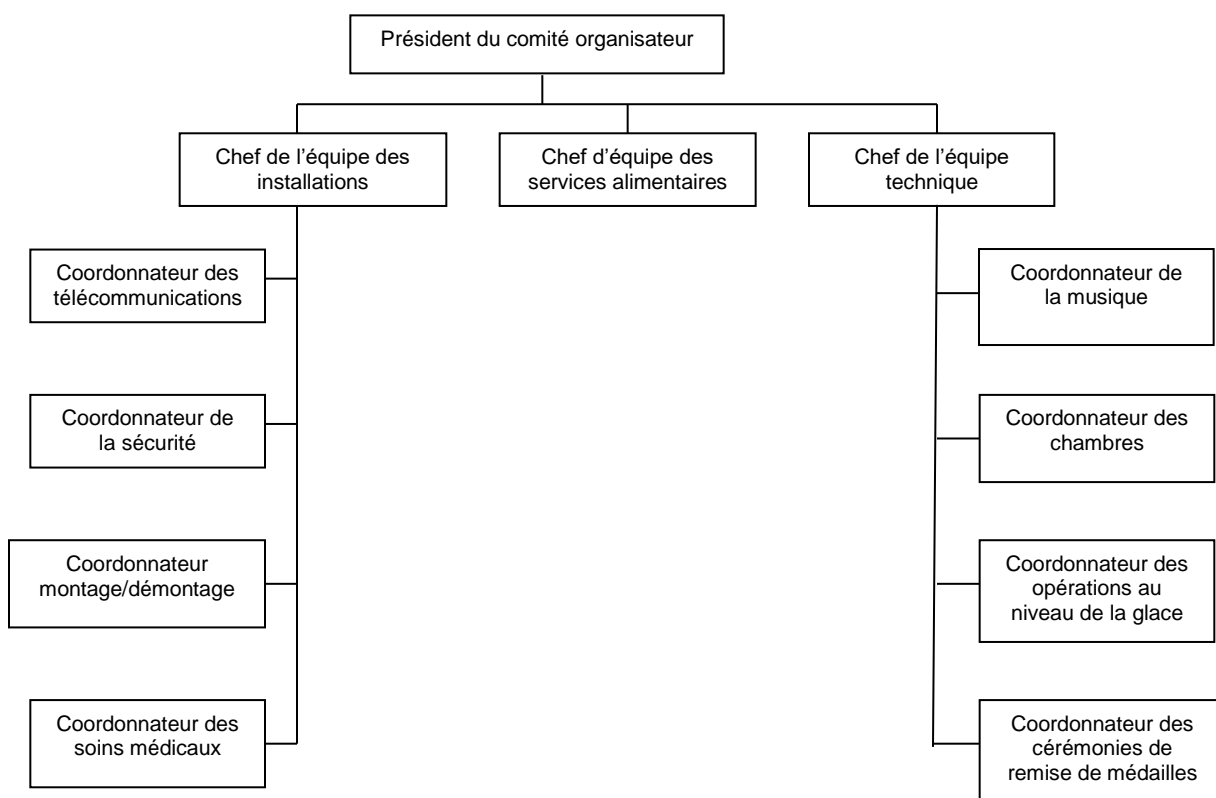 Président du comité organisateur
Chef de l’équipe des
installations
Chef d’équipe des
services alimentaires
Chef de l’équipe
technique
Coordonnateur des
télécommunications
Coordonnateur de
la musique
Coordonnateur de
la sécurité
Coordonnateur des
chambres
Coordonnateur
montage/démontage
Coordonnateur des
opérations au
niveau de la glace
Coordonnateur des
soins médicaux
Coordonnateur des
cérémonies de
remise de médailles